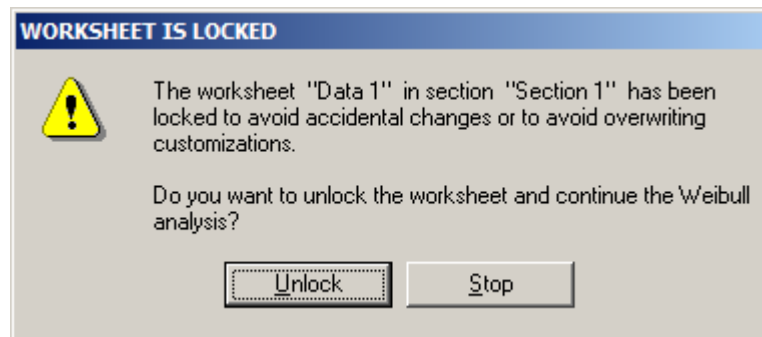 WORKSHEET IS LOCKED
The worksheet "Data 1" in section "Section 1" has been
locked to avoid accidental changes or to avoid overwriting
customizations.
Do you want to unlock the worksheet and continue the Weibull
analysis?
Unlock
Stop